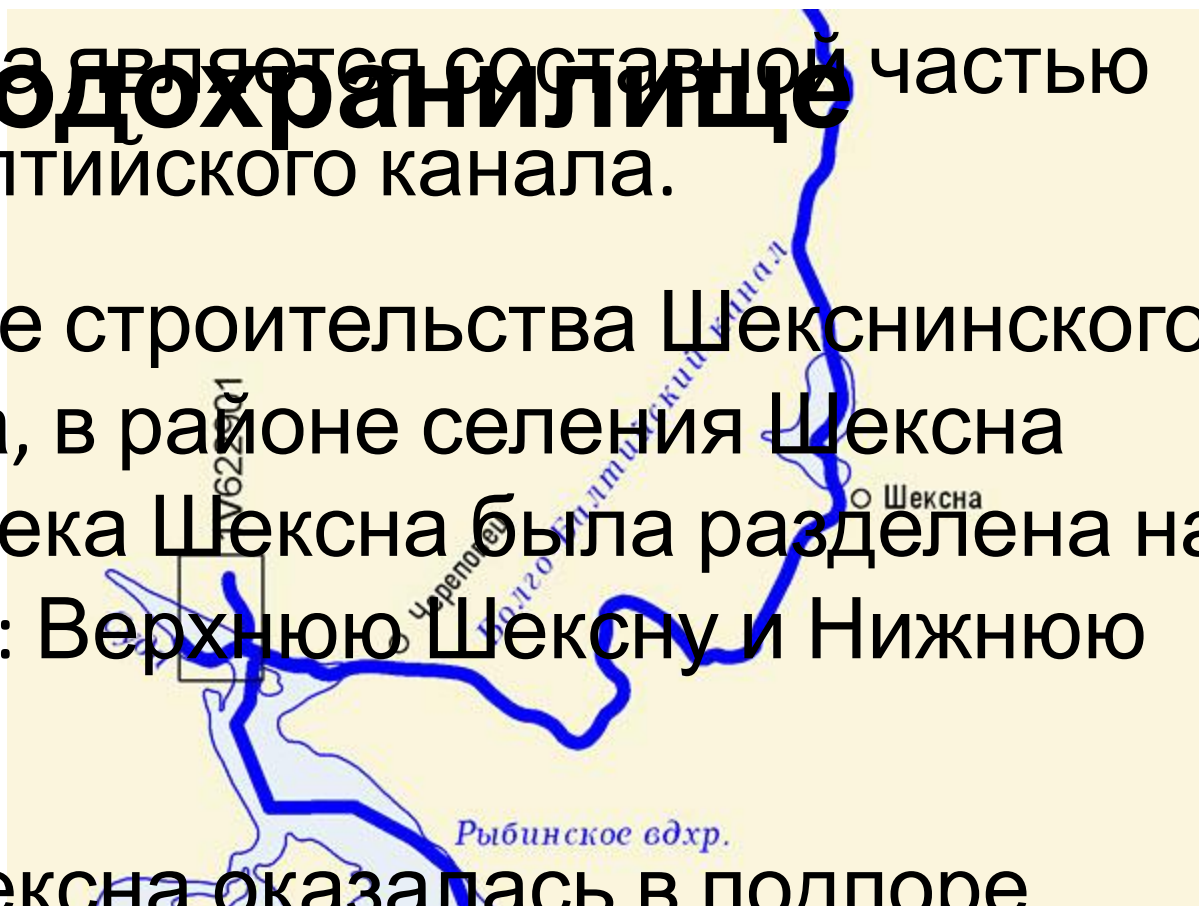 а является составной частью
одохранилище
лтийского канала.
е строительства Шекснинского
, в районе селения Шексна
ека Шексна была разделена на
: Верхнюю Шексну и Нижнюю
ексна оказалась в подпоре
Волго-Балтийский канал
Шексна
Череповец
Рыбинское вдхр.